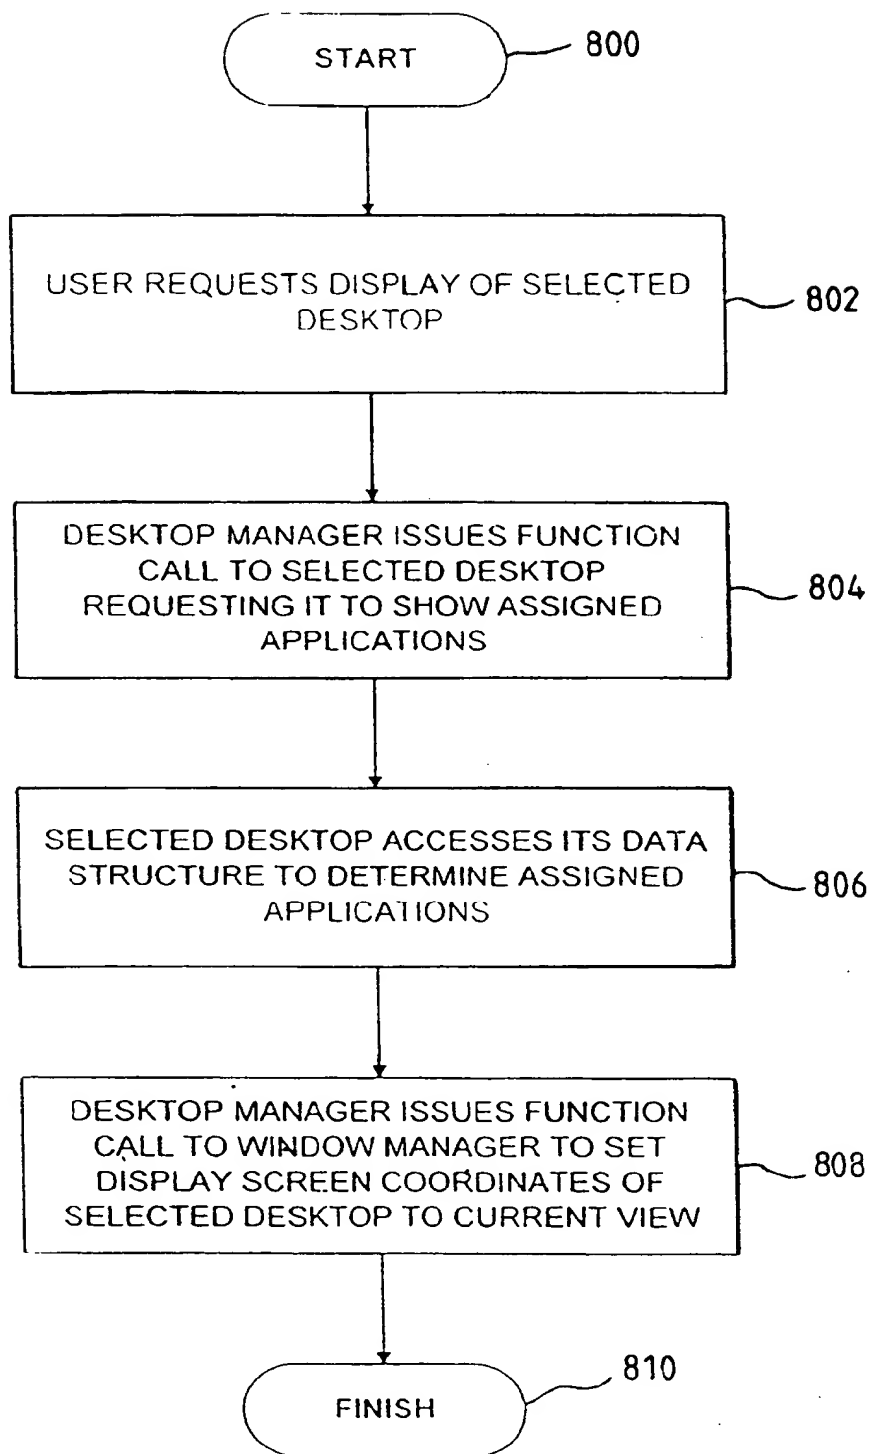 START
800
USER REQUESTS DISPLAY OF SELECTED
DESKTOP
802
DESKTOP MANAGER ISSUES FUNCTION
CALL TO SELECTED DESKTOP
REQUESTING IT TO SHOW ASSIGNED
APPLICATIONS
804
SELECTED DESKTOP ACCESSES ITS DATA
STRUCTURE TO DETERMINE ASSIGNED
APPLICATIONS
806
DESKTOP MANAGER ISSUES FUNCTION
CALL TO WINDOW MANAGER TO SET
DISPLAY SCREEN COORDINATES OF
SELECTED DESKTOP TO CURRENT VIEW
808
FINISH
810